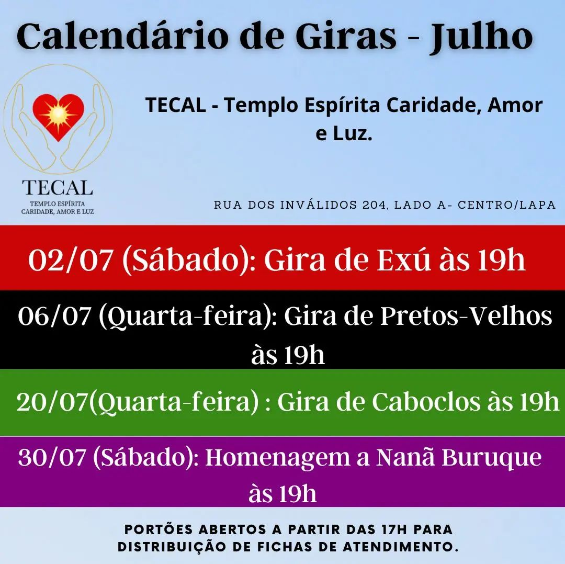 Calendário de Giras - Julho
TECAL - Templo Espírita Caridade, Amor
e Luz.
TECAL
TEMPLO ESPÍRITA
CARIDADE, AMOR E LUZ
RUA DOS INVÁLIDOS 204, LADO A- CENTRO/LAPA
02/07 (Sábado): Gira de Exú às 19h
06/07 (Quarta-feira): Gira de Pretos-Velhos
às 19h
20/07(Quarta-feira) : Gira de Caboclos às 19h
30/07 (Sábado): Homenagem a Nanã Buruque
às 19h
PORTÕES ABERTOS A PARTIR DAS 17H PARA
DISTRIBUIÇÃO DE FICHAS DE ATENDIMENTO.